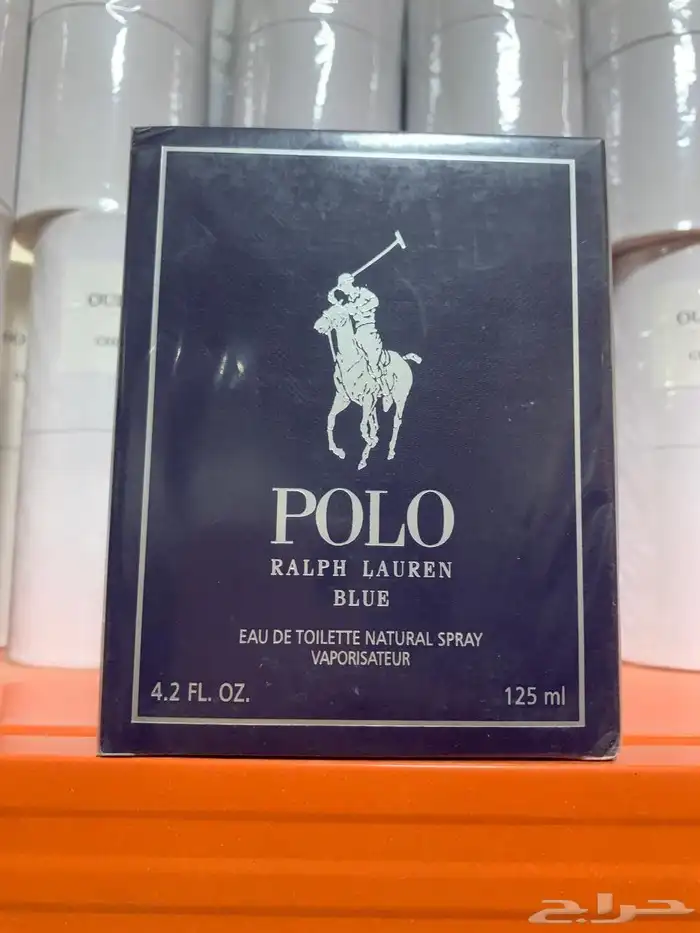 POLO
RALPH LAUREN
BLUE
EAU DE TOILETTE NATURAL SPRAY
VAPORISATEUR
4.2 FL. OZ.
125 ml
حراج